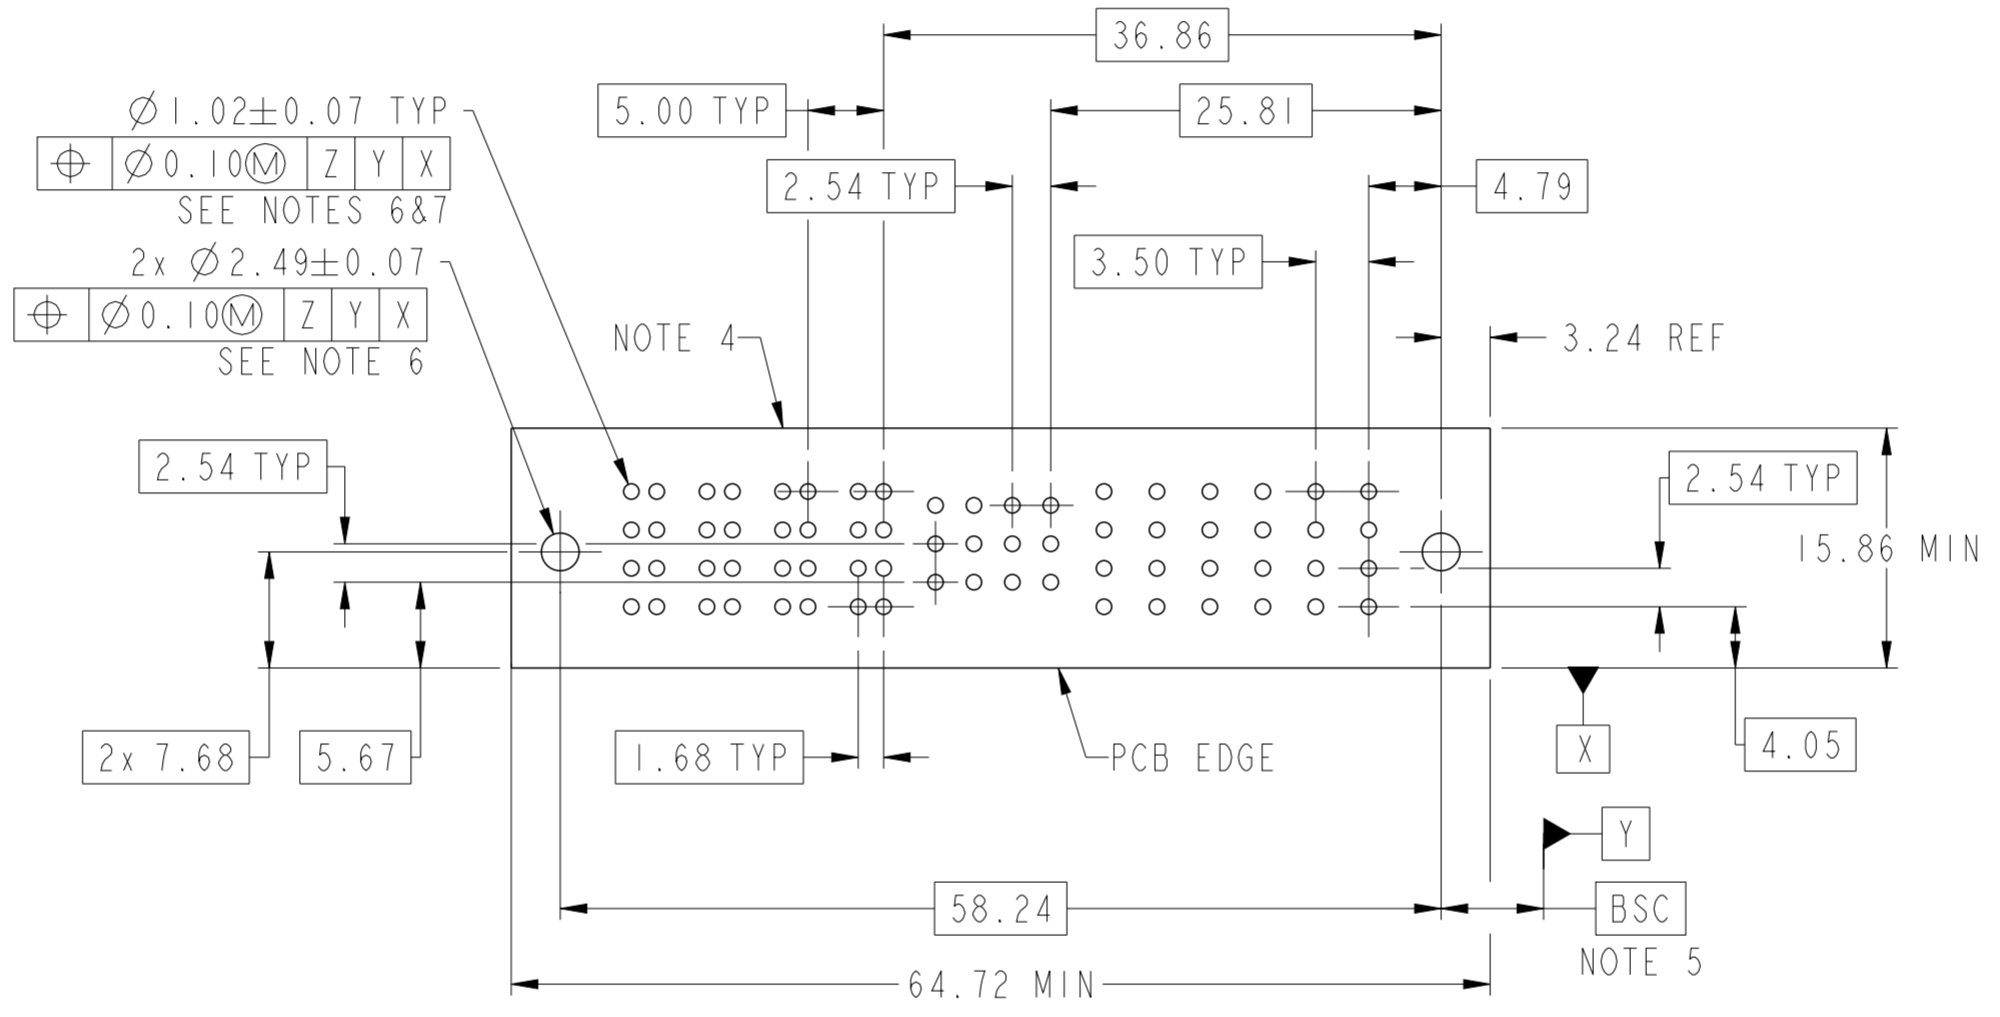 36.86
Ø1.02±0.07 TYP
5.00 TYP
25.81
⌖ Ø0.10Ⓜ Z Y X
2.54 TYP
4.79
SEE NOTES 6&7
2x Ø2.49±0.07
3.50 TYP
⌖ Ø0.10Ⓜ Z Y X
NOTE 4
3.24 REF
SEE NOTE 6
2.54 TYP
2.54 TYP
15.86 MIN
2x 7.68
5.67
1.68 TYP
PCB EDGE
X
4.05
Y
58.24
BSC
NOTE 5
64.72 MIN